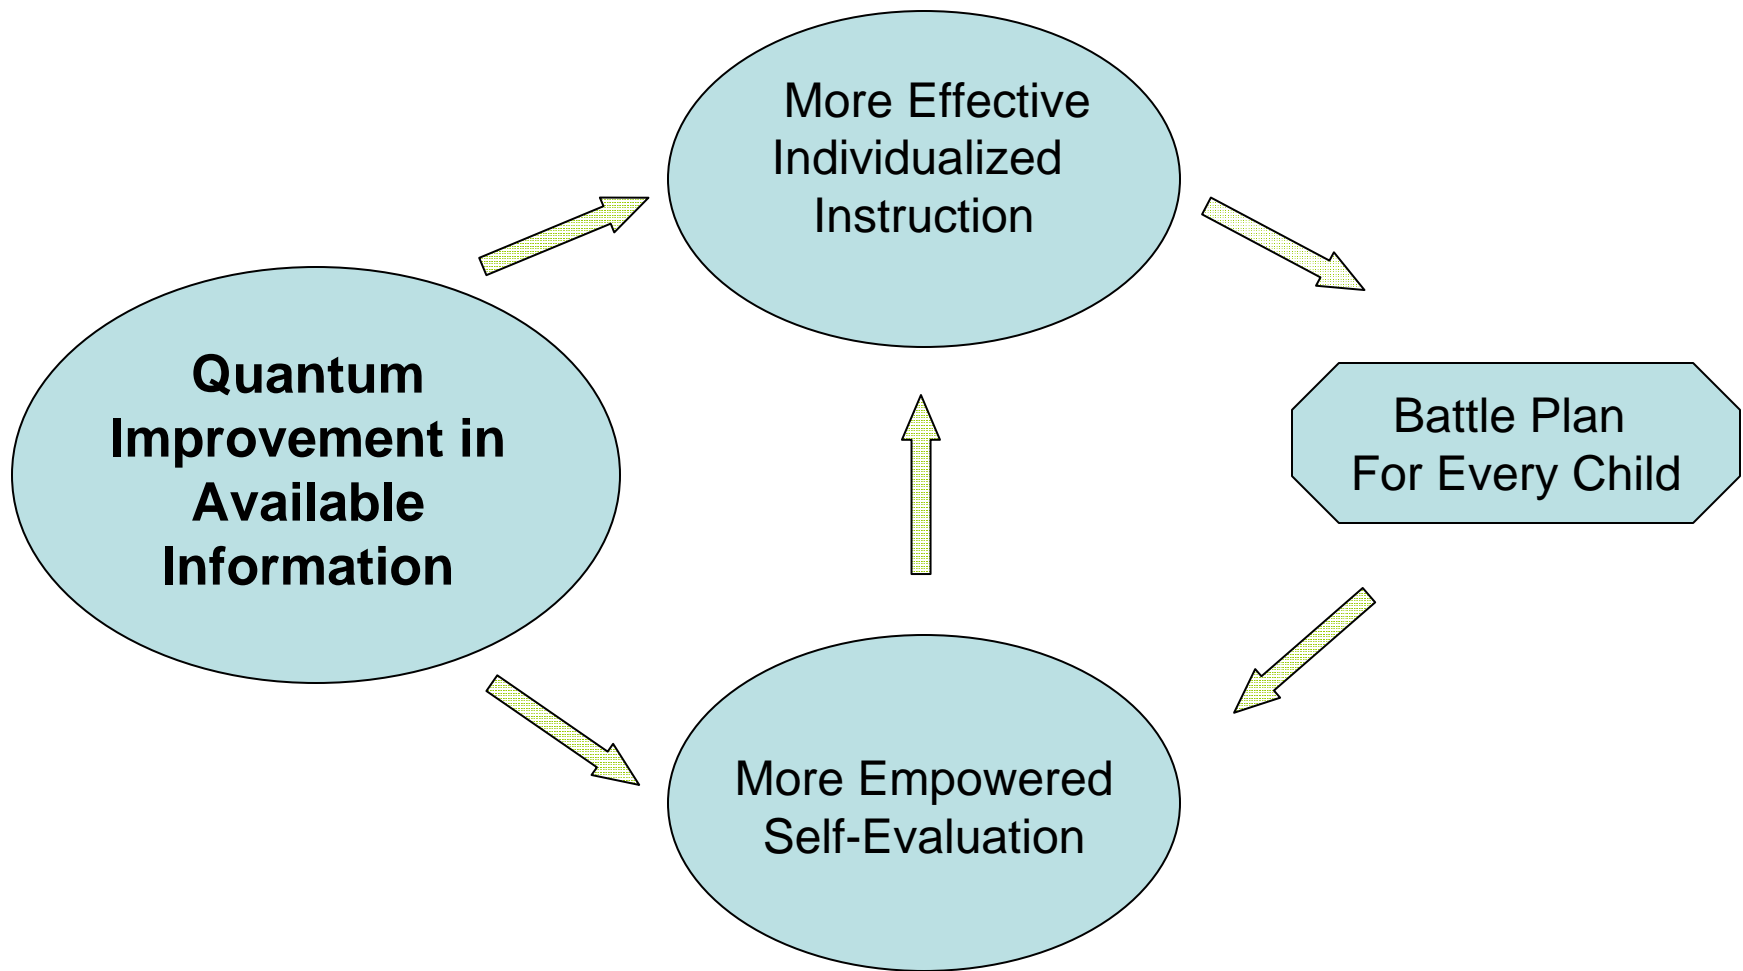 More Effective
Individualized
Instruction
Quantum
Improvement in
Available
Information
Battle Plan
For Every Child
More Empowered
Self-Evaluation